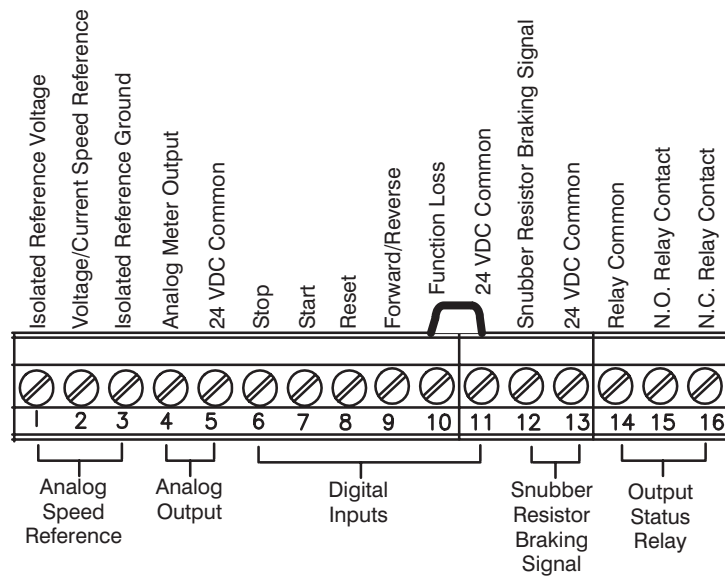 Isolated Reference Voltage
Voltage/Current Speed Reference
Isolated Reference Ground
Analog Meter Output
24 VDC Common
Stop
Start
Reset
Forward/Reverse
Function Loss
24 VDC Common
Snubber Resistor Braking Signal
24 VDC Common
Relay Common
N.O. Relay Contact
N.C. Relay Contact
1 2 3 4 5 6 7 8 9 10 11 12 13 14 15 16
Analog
Speed
Reference
Analog
Output
Digital
Inputs
Snubber
Resistor
Braking
Signal
Output
Status
Relay